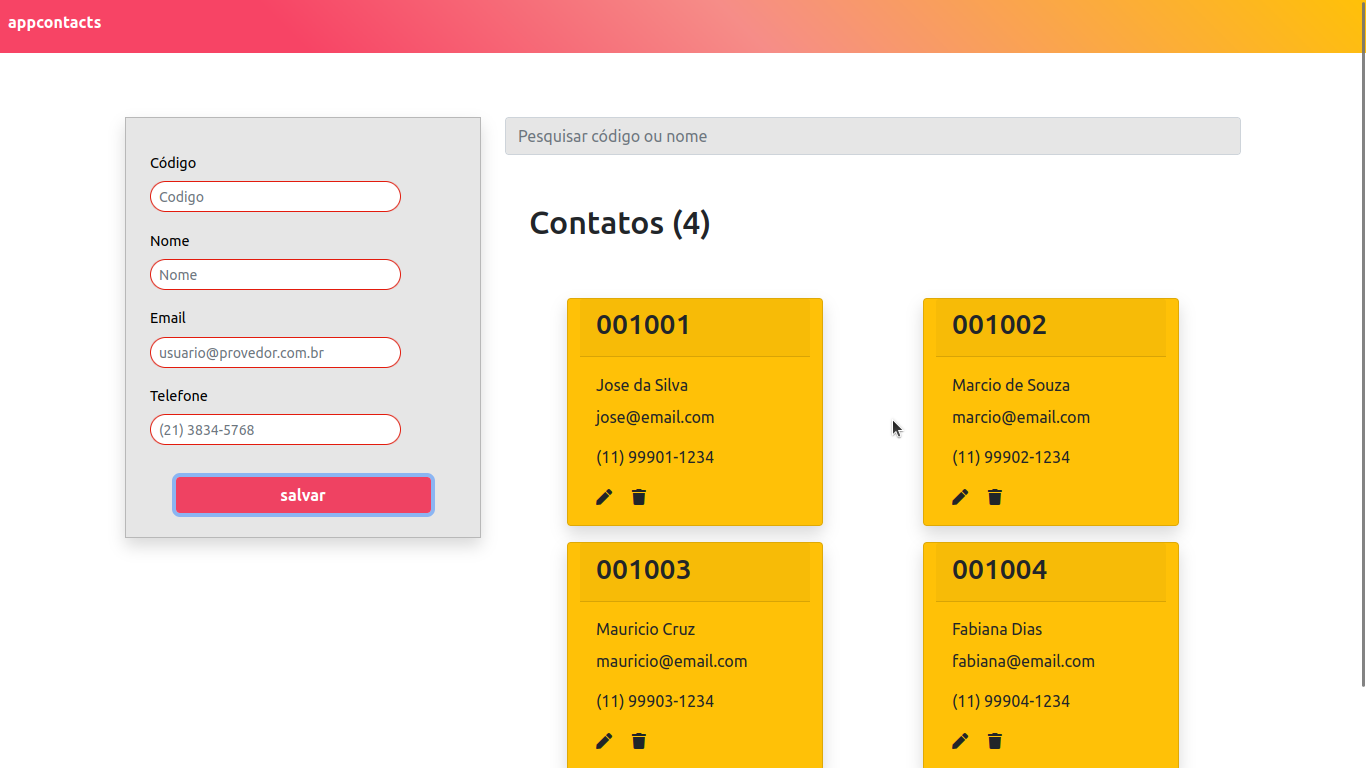 appcontacts
Código
Codigo
Nome
Nome
Email
usuario@provedor.com.br
Telefone
(21) 3834-5768
salvar
Pesquisar código ou nome
Contatos (4)
001001
Jose da Silva
jose@email.com
(11) 99901-1234
001002
Marcio de Souza
marcio@email.com
(11) 99902-1234
001003
Mauricio Cruz
mauricio@email.com
(11) 99903-1234
001004
Fabiana Dias
fabiana@email.com
(11) 99904-1234